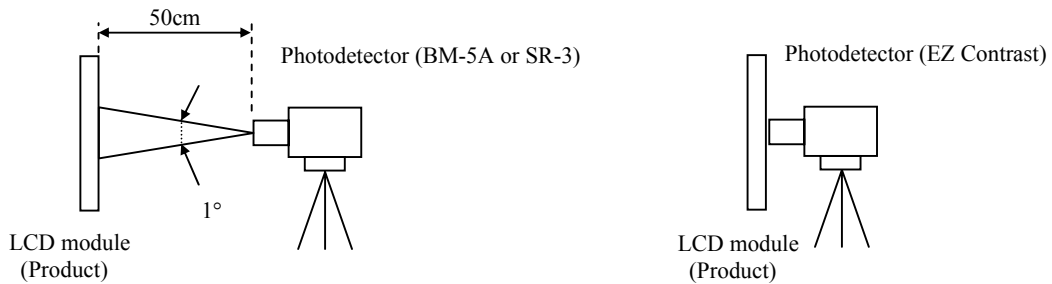 50cm
Photodetector (BM-5A or SR-3)
1°
LCD module
(Product)
Photodetector (EZ Contrast)
LCD module
(Product)